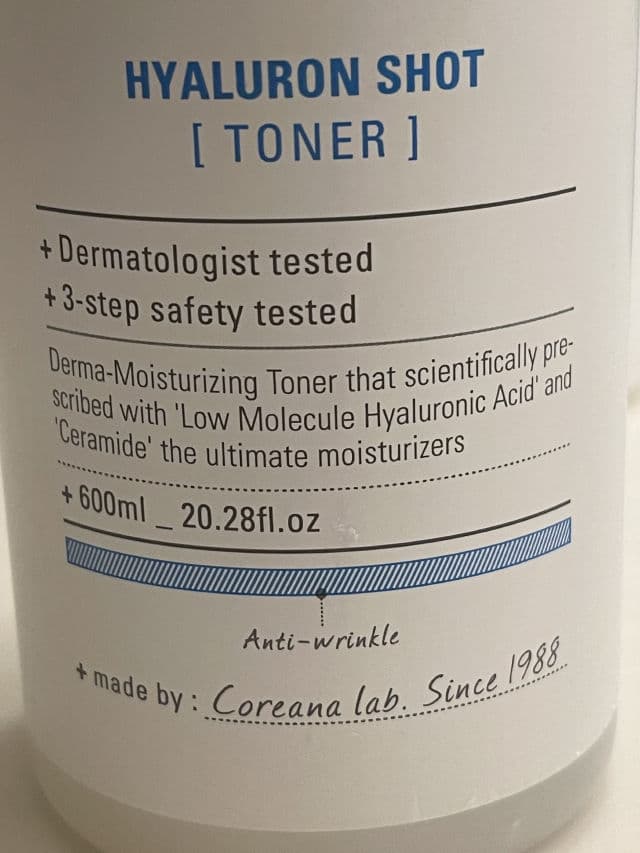 HYALURON SHOT
[ TONER ]
+ Dermatologist tested
+ 3-step safety tested
Derma-Moisturizing Toner that scientifically pre-
scribed with 'Low Molecule Hyaluronic Acid' and
'Ceramide' the ultimate moisturizers
+ 600ml _ 20.28fl.oz
Anti-wrinkle
+ made by : Coreana lab. Since 1988